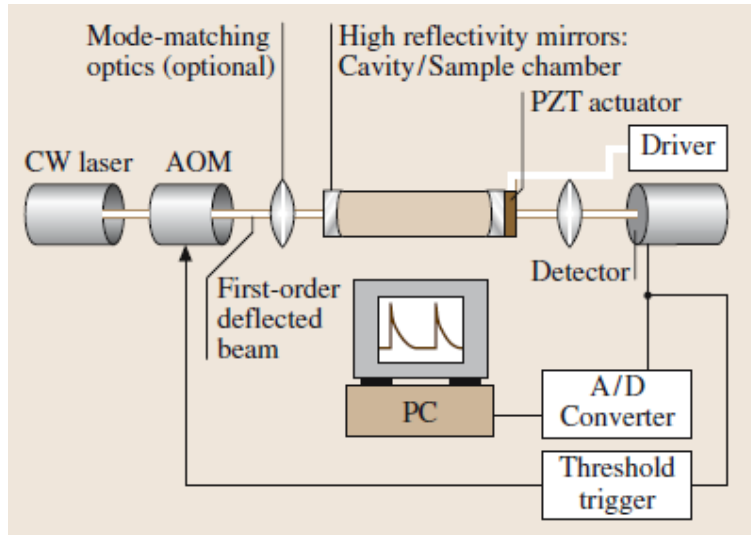 Mode-matching
optics (optional)
High reflectivity mirrors:
Cavity/Sample chamber
PZT actuator
Driver
CW laser
AOM
First-order
deflected
beam
Detector
PC
A/D
Converter
Threshold
trigger